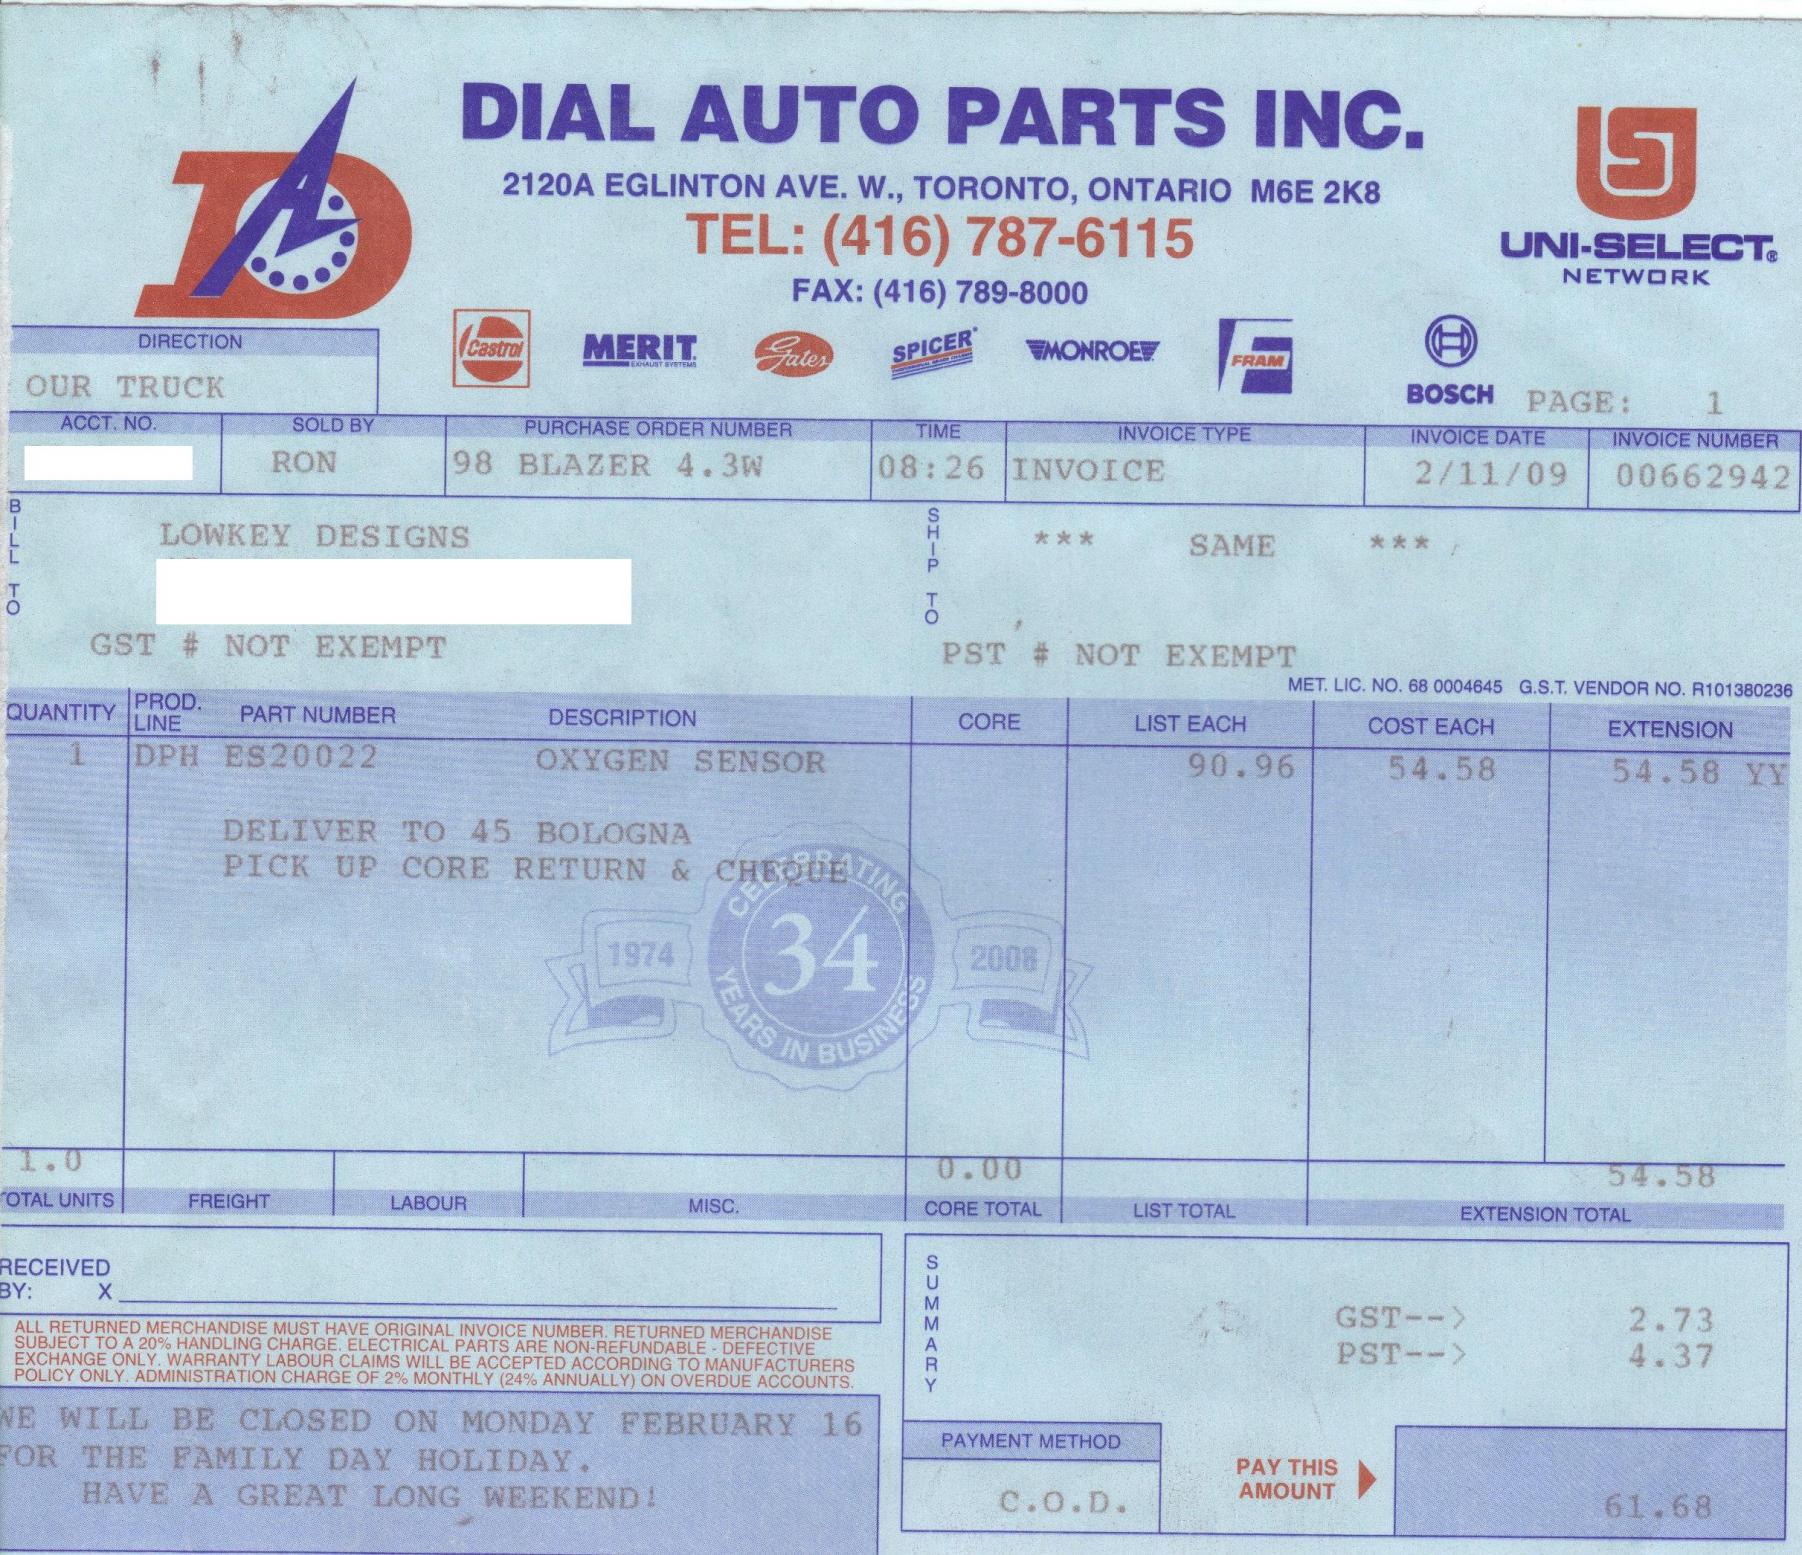 DIAL AUTO PARTS INC.
2120A EGLINTON AVE. W., TORONTO, ONTARIO M6E 2K8
TEL: (416) 787-6115
FAX: (416) 789-8000
UNI-SELECT®
NETWORK
Castrol
MERIT
EXHAUST SYSTEMS
Gates
SPICER
MONROE
FRAM
BOSCH
DIRECTION
OUR TRUCK
PAGE: 1
ACCT. NO. SOLD BY PURCHASE ORDER NUMBER TIME INVOICE TYPE INVOICE DATE INVOICE NUMBER
RON 98 BLAZER 4.3W 08:26 INVOICE 2/11/09 00662942
BILL TO
LOWKEY DESIGNS
GST # NOT EXEMPT
SHIP TO
*** SAME ***
PST # NOT EXEMPT
MET. LIC. NO. 68 0004645 G.S.T. VENDOR NO. R101380236
QUANTITY PROD. LINE PART NUMBER DESCRIPTION CORE LIST EACH COST EACH EXTENSION
1 DPH ES20022 OXYGEN SENSOR 90.96 54.58 54.58 YY
DELIVER TO 45 BOLOGNA
PICK UP CORE RETURN & CHEQUE
CELEBRATING
1974 34 2008
YEARS IN BUSINESS
1.0 0.00 54.58
TOTAL UNITS FREIGHT LABOUR MISC. CORE TOTAL LIST TOTAL EXTENSION TOTAL
RECEIVED
BY: X
ALL RETURNED MERCHANDISE MUST HAVE ORIGINAL INVOICE NUMBER. RETURNED MERCHANDISE
SUBJECT TO A 20% HANDLING CHARGE. ELECTRICAL PARTS ARE NON-REFUNDABLE - DEFECTIVE
EXCHANGE ONLY. WARRANTY LABOUR CLAIMS WILL BE ACCEPTED ACCORDING TO MANUFACTURERS
POLICY ONLY. ADMINISTRATION CHARGE OF 2% MONTHLY (24% ANNUALLY) ON OVERDUE ACCOUNTS.
WE WILL BE CLOSED ON MONDAY FEBRUARY 16
FOR THE FAMILY DAY HOLIDAY.
HAVE A GREAT LONG WEEKEND!
SUMMARY
GST--> 2.73
PST--> 4.37
PAYMENT METHOD
C.O.D.
PAY THIS
AMOUNT
61.68